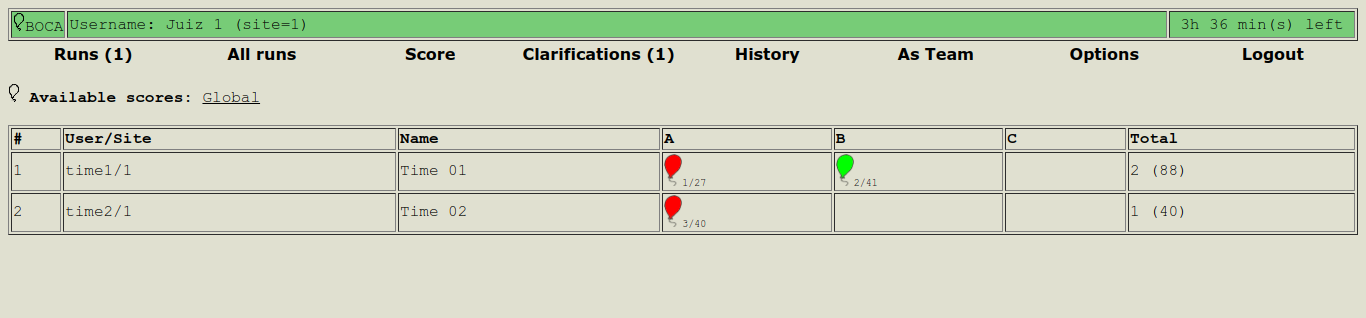 BOCA Username: Juiz 1 (site=1) 3h 36 min(s) left
Runs (1) All runs Score Clarifications (1) History As Team Options Logout
Available scores: Global
# User/Site Name A B C Total
1 time1/1 Time 01 1/27 2/41 2 (88)
2 time2/1 Time 02 3/40 1 (40)